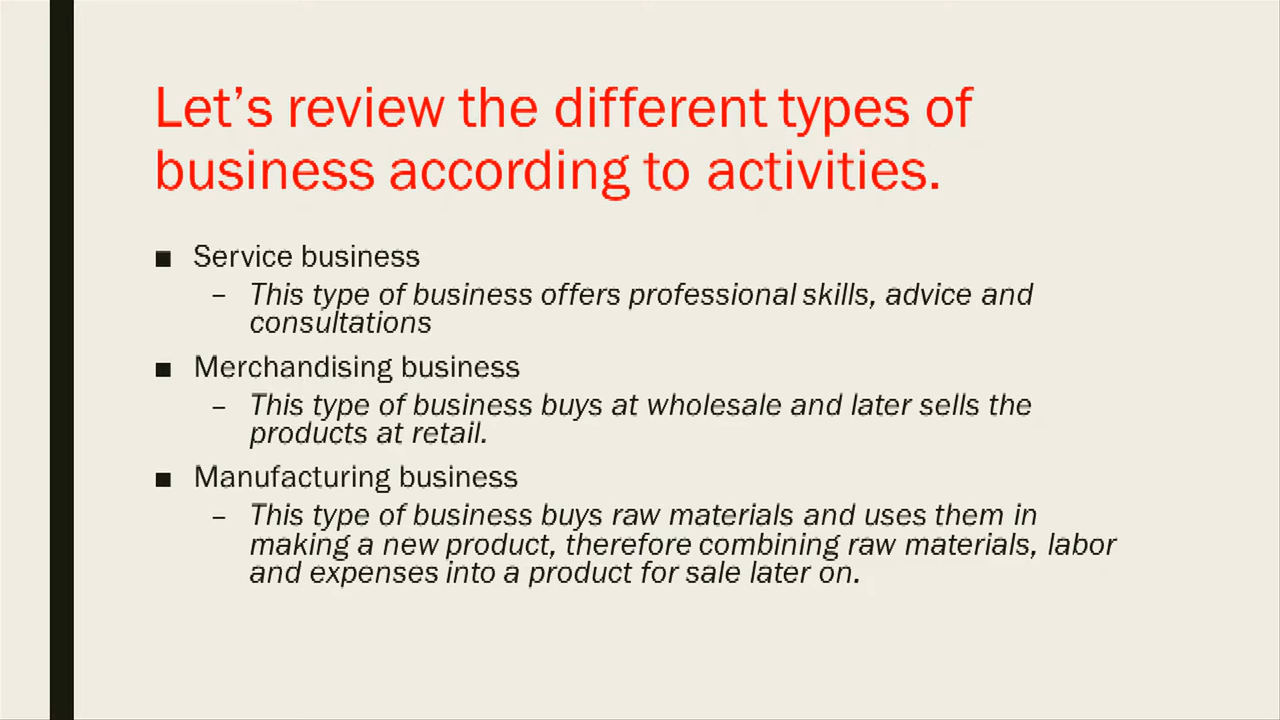 Let’s review the different types of
business according to activities.
■ Service business
– This type of business offers professional skills, advice and
consultations
■ Merchandising business
– This type of business buys at wholesale and later sells the
products at retail.
■ Manufacturing business
– This type of business buys raw materials and uses them in
making a new product, therefore combining raw materials, labor
and expenses into a product for sale later on.